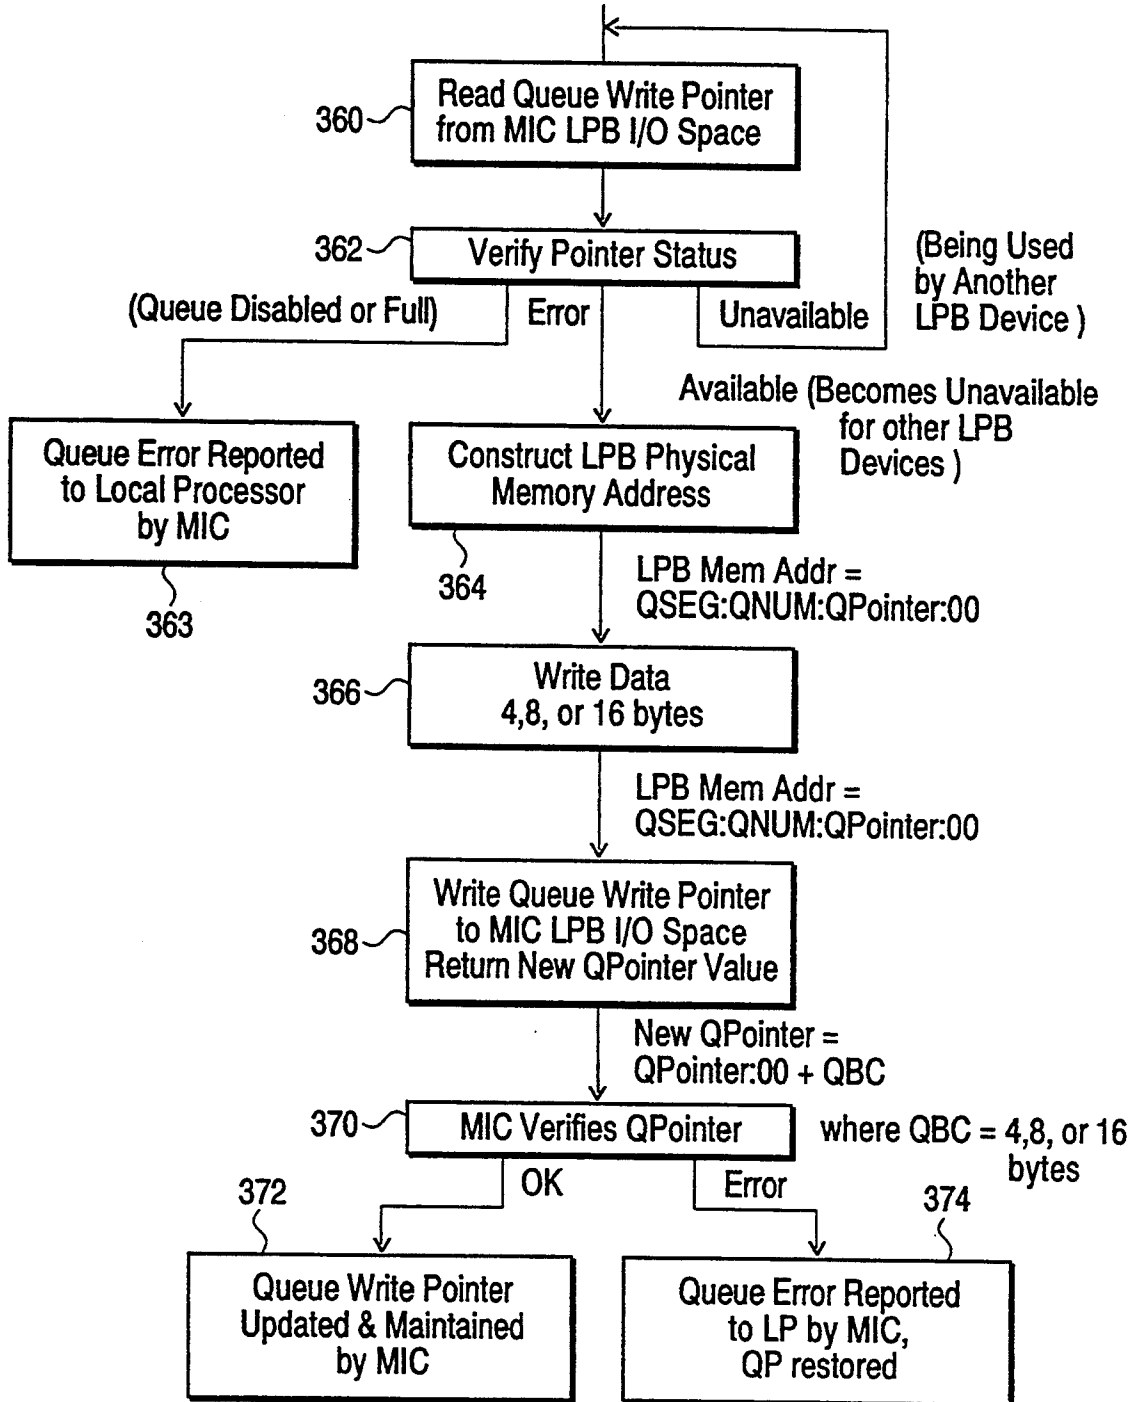 Read Queue Write Pointer
from MIC LPB I/O Space
360
362
Verify Pointer Status
(Being Used
by Another
LPB Device )
(Queue Disabled or Full)
Error
Unavailable
Available (Becomes Unavailable
for other LPB
Devices )
Queue Error Reported
to Local Processor
by MIC
363
Construct LPB Physical
Memory Address
364
LPB Mem Addr =
QSEG:QNUM:QPointer:00
366
Write Data
4,8, or 16 bytes
LPB Mem Addr =
QSEG:QNUM:QPointer:00
368
Write Queue Write Pointer
to MIC LPB I/O Space
Return New QPointer Value
New QPointer =
QPointer:00 + QBC
370
MIC Verifies QPointer
where QBC = 4,8, or 16
bytes
OK
Error
372
374
Queue Write Pointer
Updated & Maintained
by MIC
Queue Error Reported
to LP by MIC,
QP restored